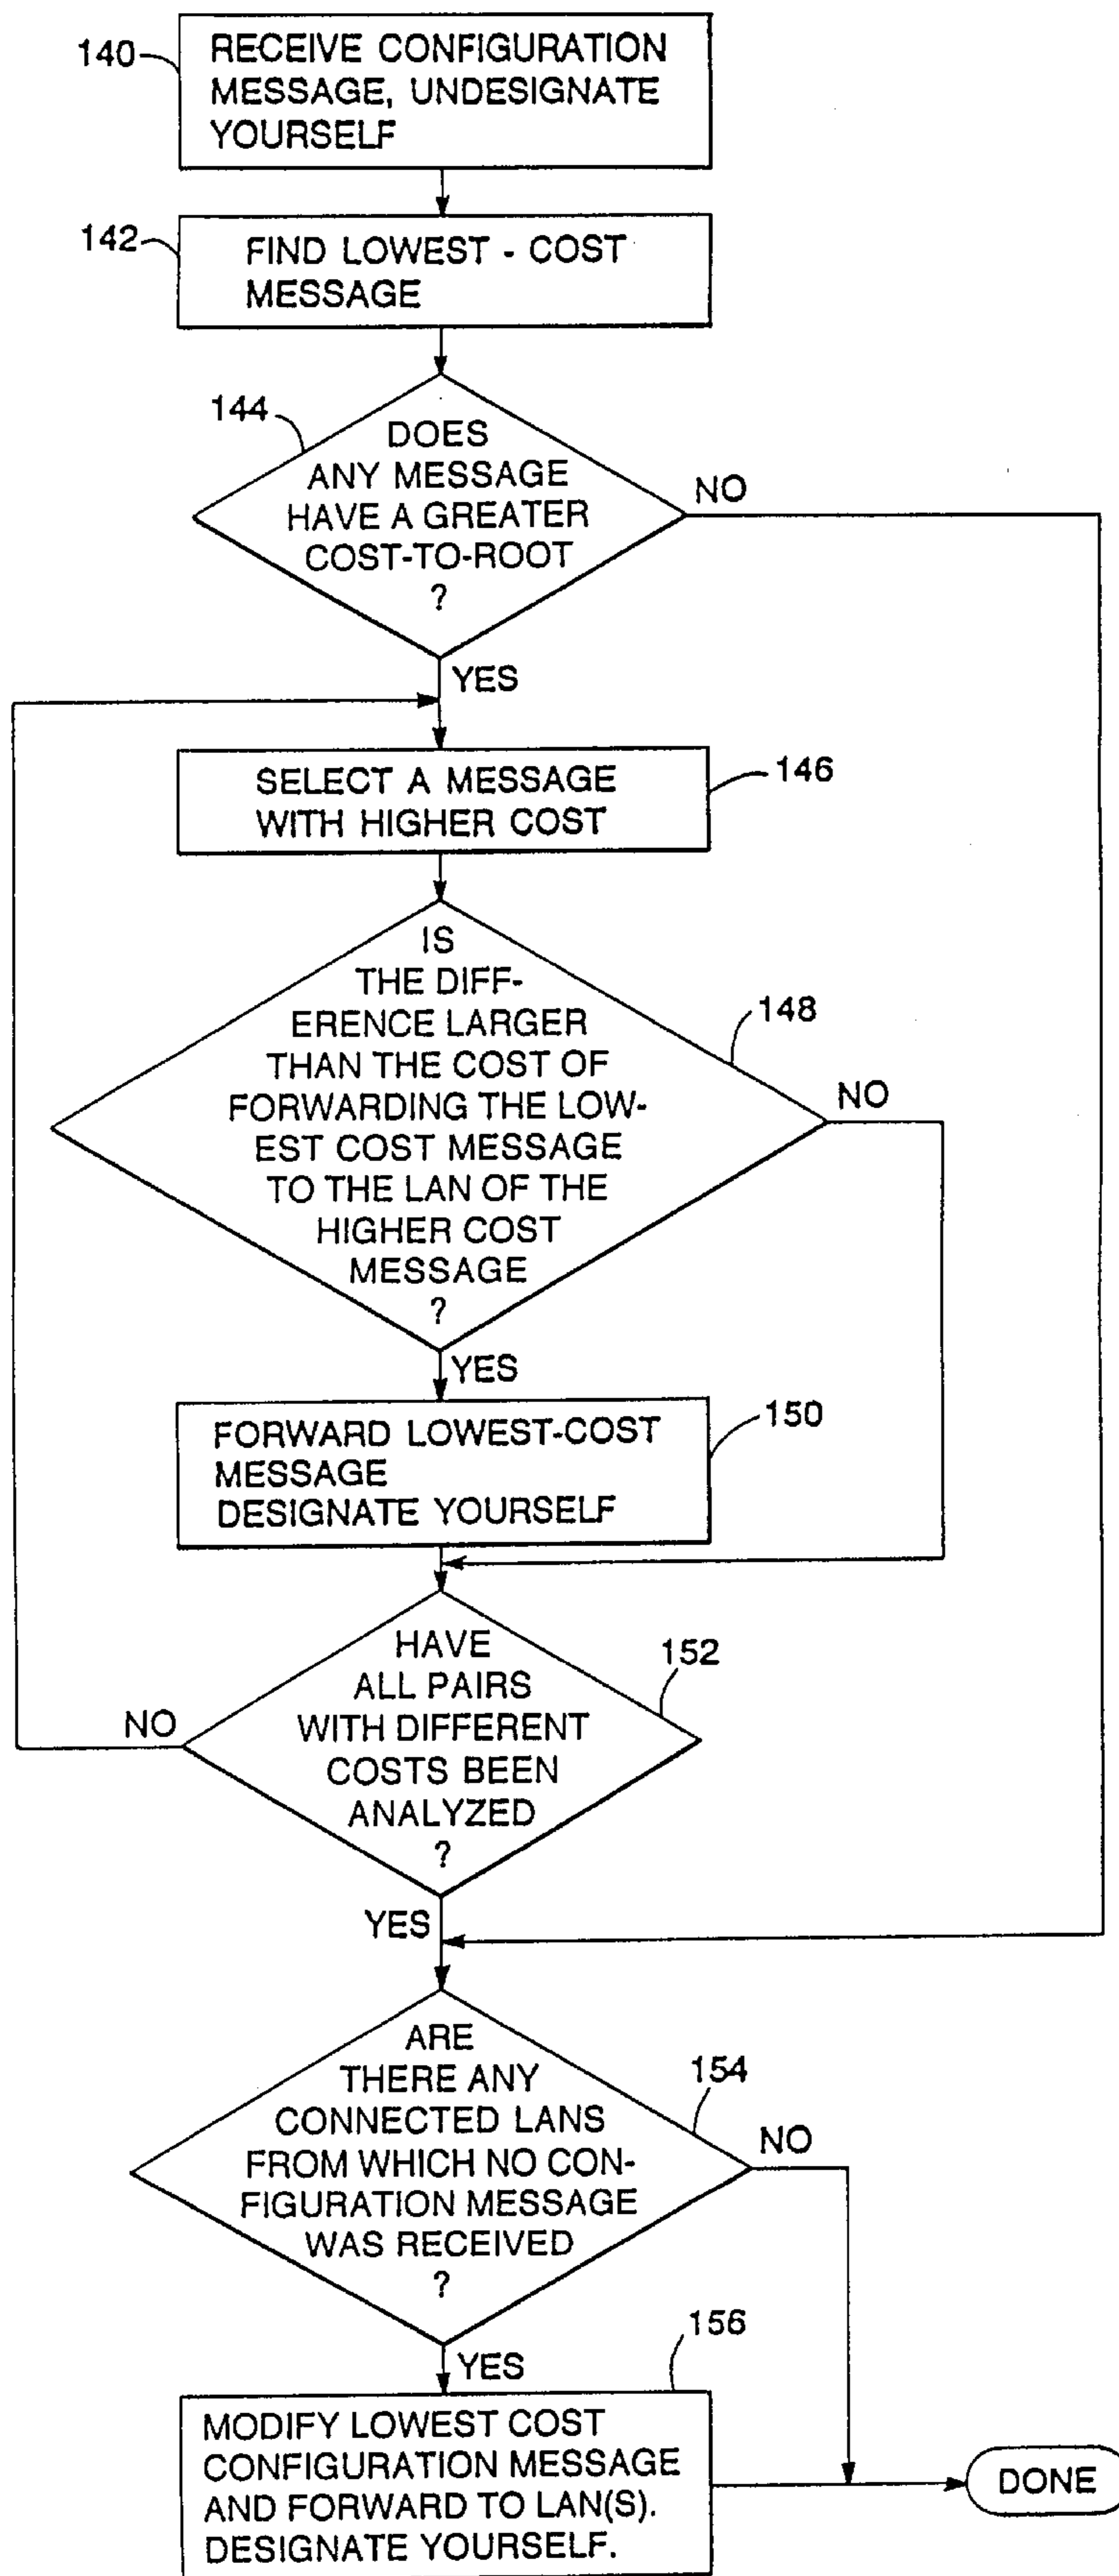 140
RECEIVE CONFIGURATION
MESSAGE, UNDESIGNATE
YOURSELF
142
FIND LOWEST - COST
MESSAGE
144
DOES
ANY MESSAGE
HAVE A GREATER
COST-TO-ROOT
?
NO
YES
SELECT A MESSAGE
WITH HIGHER COST
146
IS
THE DIFF-
ERENCE LARGER
THAN THE COST OF
FORWARDING THE LOW-
EST COST MESSAGE
TO THE LAN OF THE
HIGHER COST
MESSAGE
?
148
NO
YES
FORWARD LOWEST-COST
MESSAGE
DESIGNATE YOURSELF
150
HAVE
ALL PAIRS
WITH DIFFERENT
COSTS BEEN
ANALYZED
?
152
NO
YES
ARE
THERE ANY
CONNECTED LANS
FROM WHICH NO CON-
FIGURATION MESSAGE
WAS RECEIVED
?
154
NO
YES
156
MODIFY LOWEST COST
CONFIGURATION MESSAGE
AND FORWARD TO LAN(S).
DESIGNATE YOURSELF.
DONE